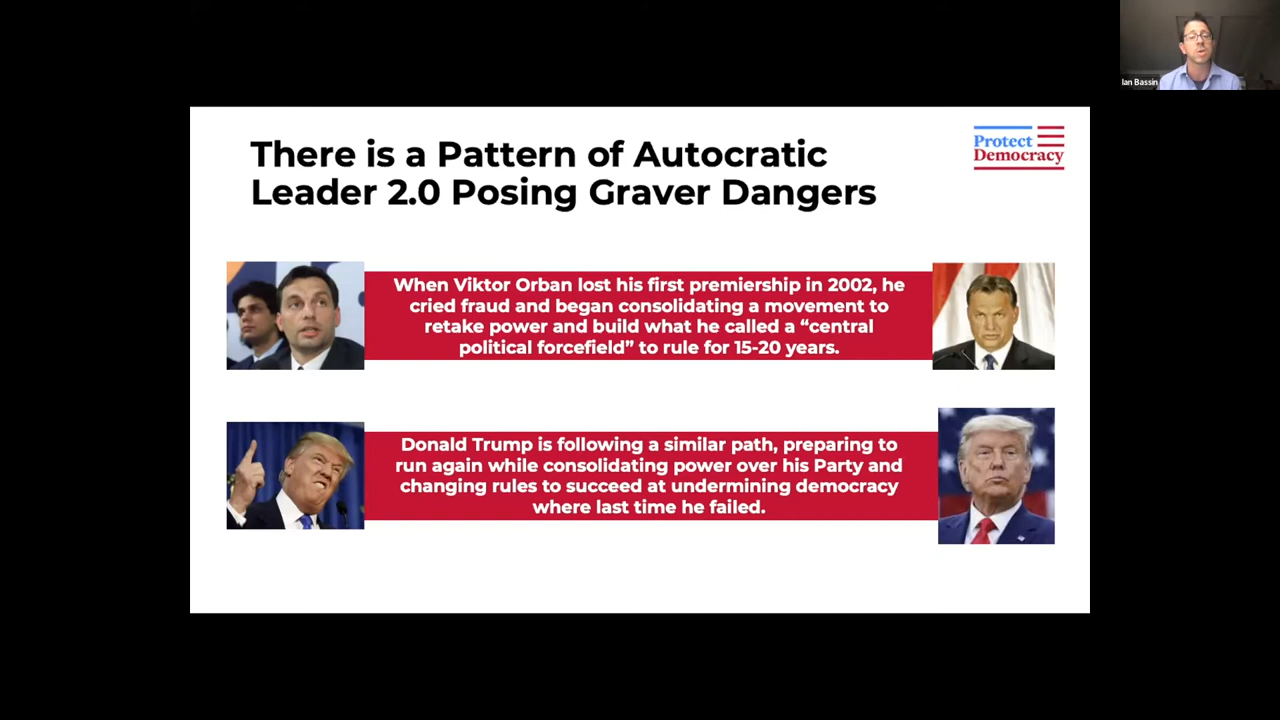 Ian Bassin
There is a Pattern of Autocratic
Leader 2.0 Posing Graver Dangers
Protect
Democracy
When Viktor Orban lost his first premiership in 2002, he
cried fraud and began consolidating a movement to
retake power and build what he called a “central
political forcefield” to rule for 15-20 years.
Donald Trump is following a similar path, preparing to
run again while consolidating power over his Party and
changing rules to succeed at undermining democracy
where last time he failed.